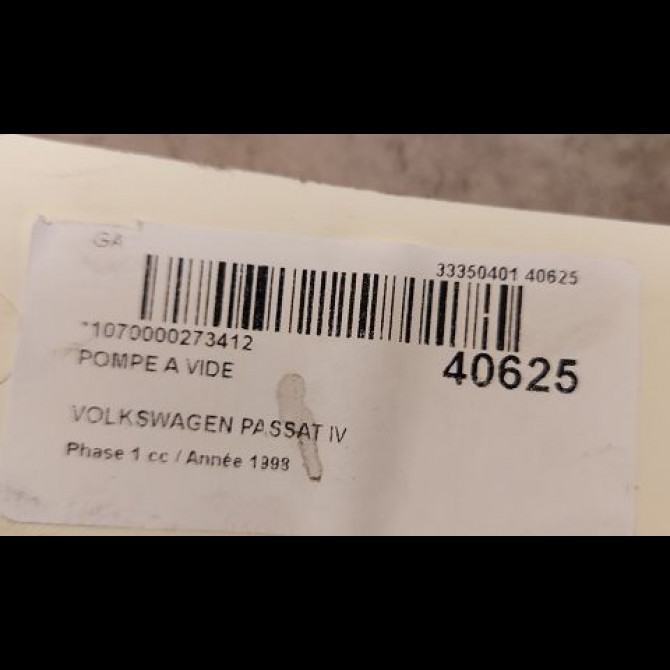 GA
33350401 40625
*1070000273412
40625
POMPE A VIDE
VOLKSWAGEN PASSAT IV
Phase 1 cc / Année 1998